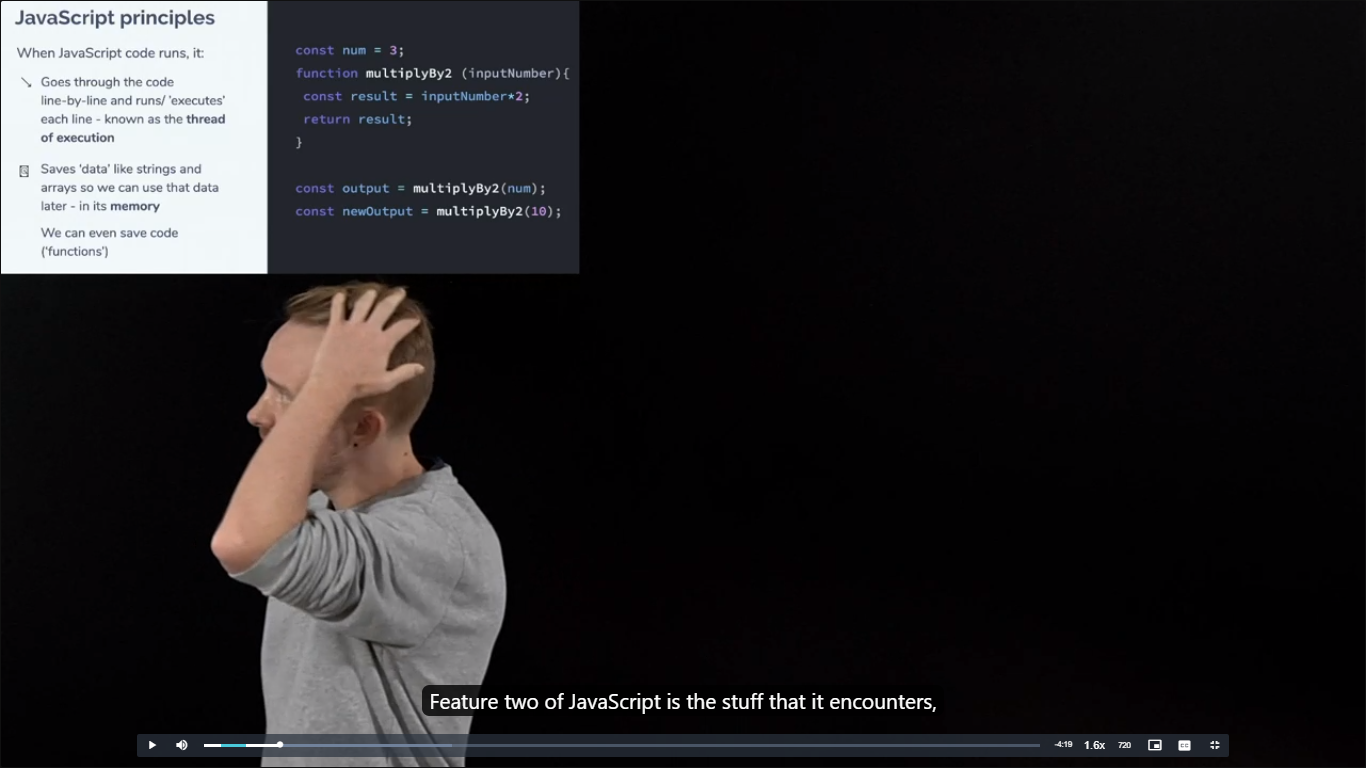 JavaScript principles
When JavaScript code runs, it:
Goes through the code
line-by-line and runs/ 'executes'
each line - known as the thread
of execution
Saves 'data' like strings and
arrays so we can use that data
later - in its memory
We can even save code
('functions')
const num = 3;
function multiplyBy2 (inputNumber){
const result = inputNumber*2;
return result;
}
const output = multiplyBy2(num);
const newOutput = multiplyBy2(10);
Feature two of JavaScript is the stuff that it encounters,
-4:19 1.6x 720 CC